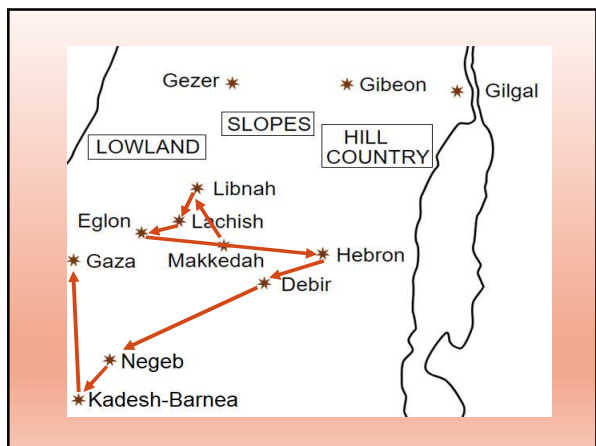 Gezer
Gibeon
Gilgal
SLOPES
LOWLAND
HILL
COUNTRY
Libnah
Eglon
Lachish
Gaza
Makkedah
Hebron
Debir
Negeb
Kadesh-Barnea